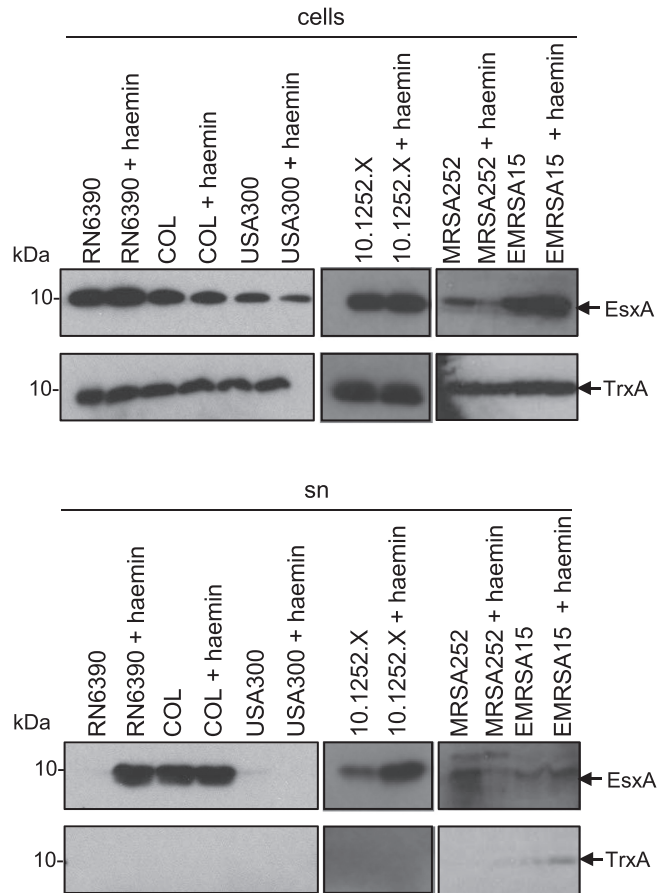 cells
RN6390
RN6390 + haemin
COL
COL + haemin
USA300
USA300 + haemin
10.1252.X
10.1252.X + haemin
MRSA252
MRSA252 + haemin
EMRSA15
EMRSA15 + haemin
kDa
10-
EsxA
10-
TrxA
sn
RN6390
RN6390 + haemin
COL
COL + haemin
USA300
USA300 + haemin
10.1252.X
10.1252.X + haemin
MRSA252
MRSA252 + haemin
EMRSA15
EMRSA15 + haemin
kDa
10-
EsxA
10-
TrxA